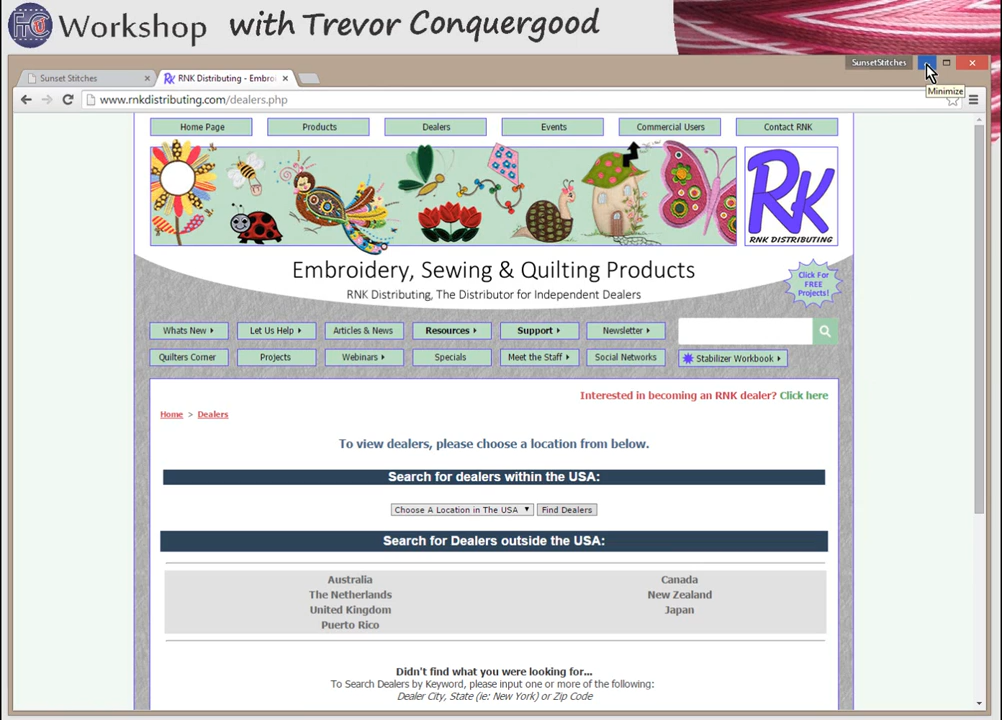 FTCU Workshop with Trevor Conquergood
SunsetStitches
Sunset Stitches × RNK Distributing - Embroi ×
Minimize
www.rnkdistributing.com/dealers.php
Home Page Products Dealers Events Commercial Users Contact RNK
RK
RNK DISTRIBUTING
Embroidery, Sewing & Quilting Products
RNK Distributing, The Distributor for Independent Dealers
Click For
FREE
Projects!
Whats New Let Us Help Articles & News Resources Support Newsletter
Quilters Corner Projects Webinars Specials Meet the Staff Social Networks Stabilizer Workbook
Interested in becoming an RNK dealer? Click here
Home > Dealers
To view dealers, please choose a location from below.
Search for dealers within the USA:
Choose A Location in The USA Find Dealers
Search for Dealers outside the USA:
Australia Canada
The Netherlands New Zealand
United Kingdom Japan
Puerto Rico
Didn't find what you were looking for...
To Search Dealers by Keyword, please input one or more of the following:
Dealer City, State (ie: New York) or Zip Code